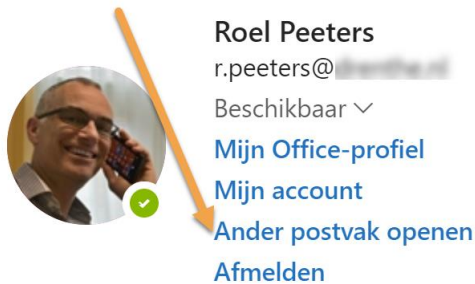 Roel Peeters
r.peeters@
Beschikbaar
Mijn Office-profiel
Mijn account
Ander postvak openen
Afmelden